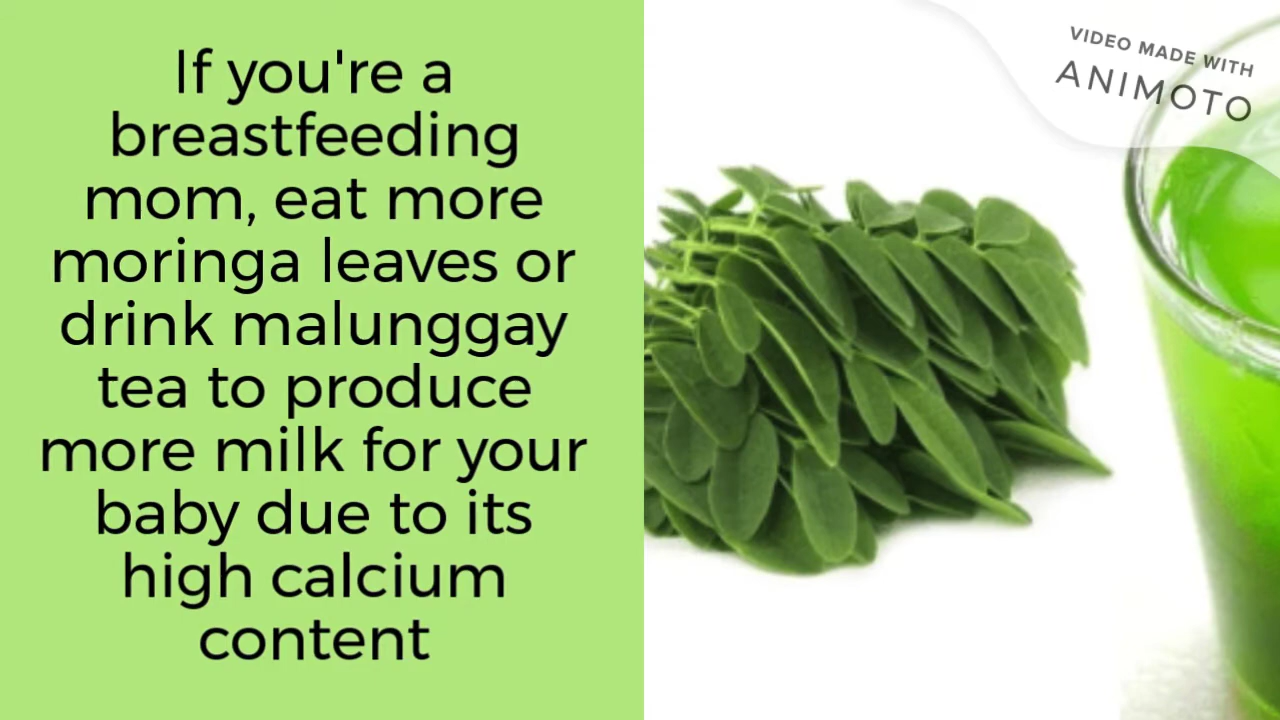 If you're a
breastfeeding
mom, eat more
moringa leaves or
drink malunggay
tea to produce
more milk for your
baby due to its
high calcium
content
VIDEO MADE WITH
ANIMOTO